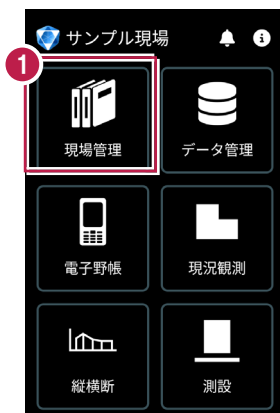 サンプル現場
1
現場管理
データ管理
電子野帳
現況観測
縦横断
測設